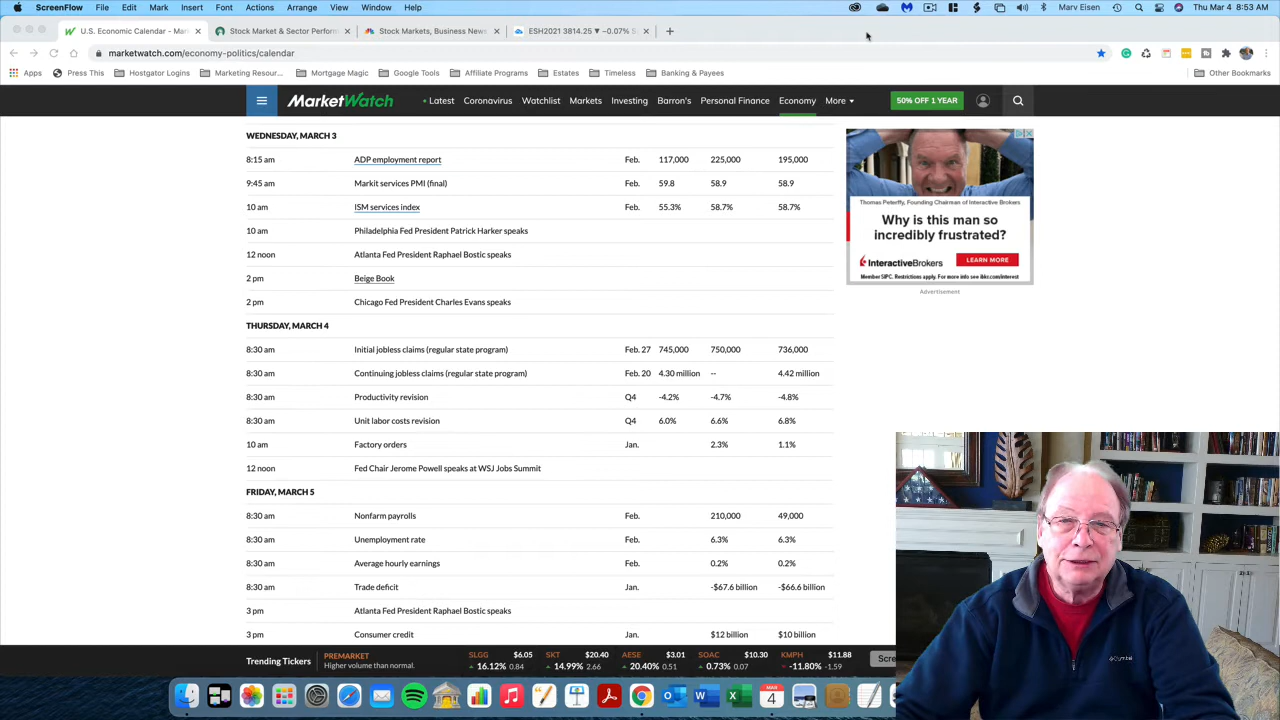 ScreenFlow File Edit Mark Insert Font Actions Arrange View Window Help Marv Eisen Thu Mar 4 8:53 AM
U.S. Economic Calendar - Mar Stock Market & Sector Perform Stock Markets, Business News ESH2021 3814.25 ▼ −0.07% S
marketwatch.com/economy-politics/calendar
Apps Press This Hostgator Logins Marketing Resour... Mortgage Magic Google Tools Affiliate Programs Estates Timeless Banking & Payees Other Bookmarks
MarketWatch Latest Coronavirus Watchlist Markets Investing Barron's Personal Finance Economy More 50% OFF 1 YEAR
WEDNESDAY, MARCH 3
8:15 am ADP employment report Feb. 117,000 225,000 195,000
9:45 am Markit services PMI (final) Feb. 59.8 58.9 58.9
10 am ISM services index Feb. 55.3% 58.7% 58.7%
10 am Philadelphia Fed President Patrick Harker speaks
12 noon Atlanta Fed President Raphael Bostic speaks
2 pm Beige Book
2 pm Chicago Fed President Charles Evans speaks
THURSDAY, MARCH 4
8:30 am Initial jobless claims (regular state program) Feb. 27 745,000 750,000 736,000
8:30 am Continuing jobless claims (regular state program) Feb. 20 4.30 million -- 4.42 million
8:30 am Productivity revision Q4 -4.2% -4.7% -4.8%
8:30 am Unit labor costs revision Q4 6.0% 6.6% 6.8%
10 am Factory orders Jan. 2.3% 1.1%
12 noon Fed Chair Jerome Powell speaks at WSJ Jobs Summit
FRIDAY, MARCH 5
8:30 am Nonfarm payrolls Feb. 210,000 49,000
8:30 am Unemployment rate Feb. 6.3% 6.3%
8:30 am Average hourly earnings Feb. 0.2% 0.2%
8:30 am Trade deficit Jan. -$67.6 billion -$66.6 billion
3 pm Atlanta Fed President Raphael Bostic speaks
3 pm Consumer credit Jan. $12 billion $10 billion
Thomas Peterffy, Founding Chairman of Interactive Brokers
Why is this man so
incredibly frustrated?
InteractiveBrokers LEARN MORE
Member SIPC. Restrictions apply. For more info see ibkr.com/interest
Advertisement
Trending Tickers
PREMARKET
Higher volume than normal.
SLGG $6.05
16.12% 0.84
SKT $20.40
14.99% 2.66
AESE $3.01
20.40% 0.51
SOAC $10.30
0.73% 0.07
KMPH $11.88
-11.80% -1.59
Scre
MAR
4
Columbia